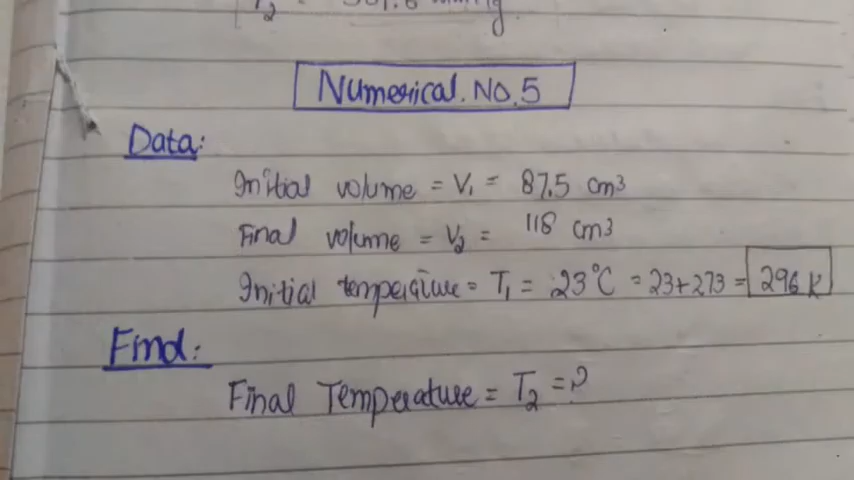 Numerical. No.5
Data:
Initial volume = V₁ = 87.5 cm³
Final volume = V₂ = 118 cm³
Initial temperature = T₁ = 23°C = 23+273 = 296 K
Find:
Final Temperature = T₂ = ?